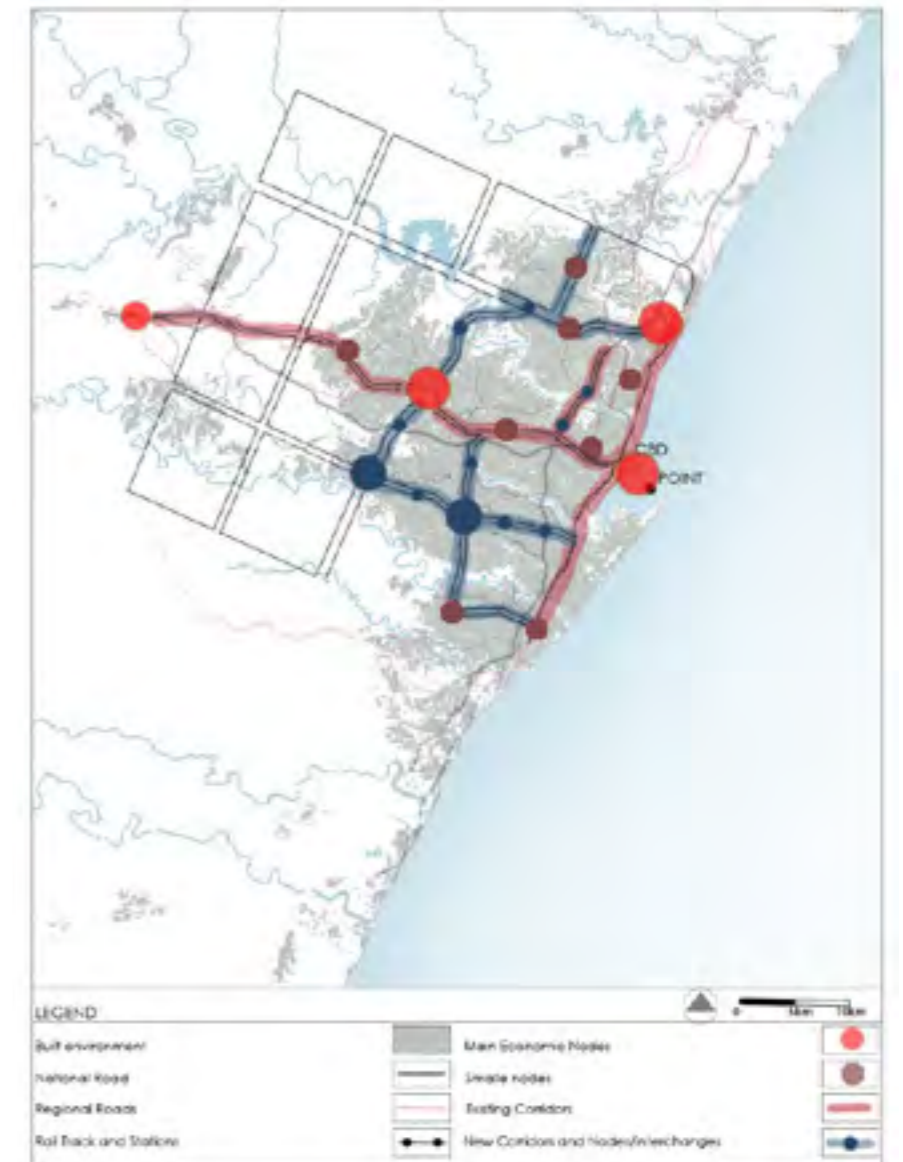 CBD
POINT
0 5km 10km
LEGEND
Built environment
National Road
Regional Roads
Rail Track and Stations
Main Economic Nodes
Smaller nodes
Existing Corridors
New Corridors and Nodes/Interchanges